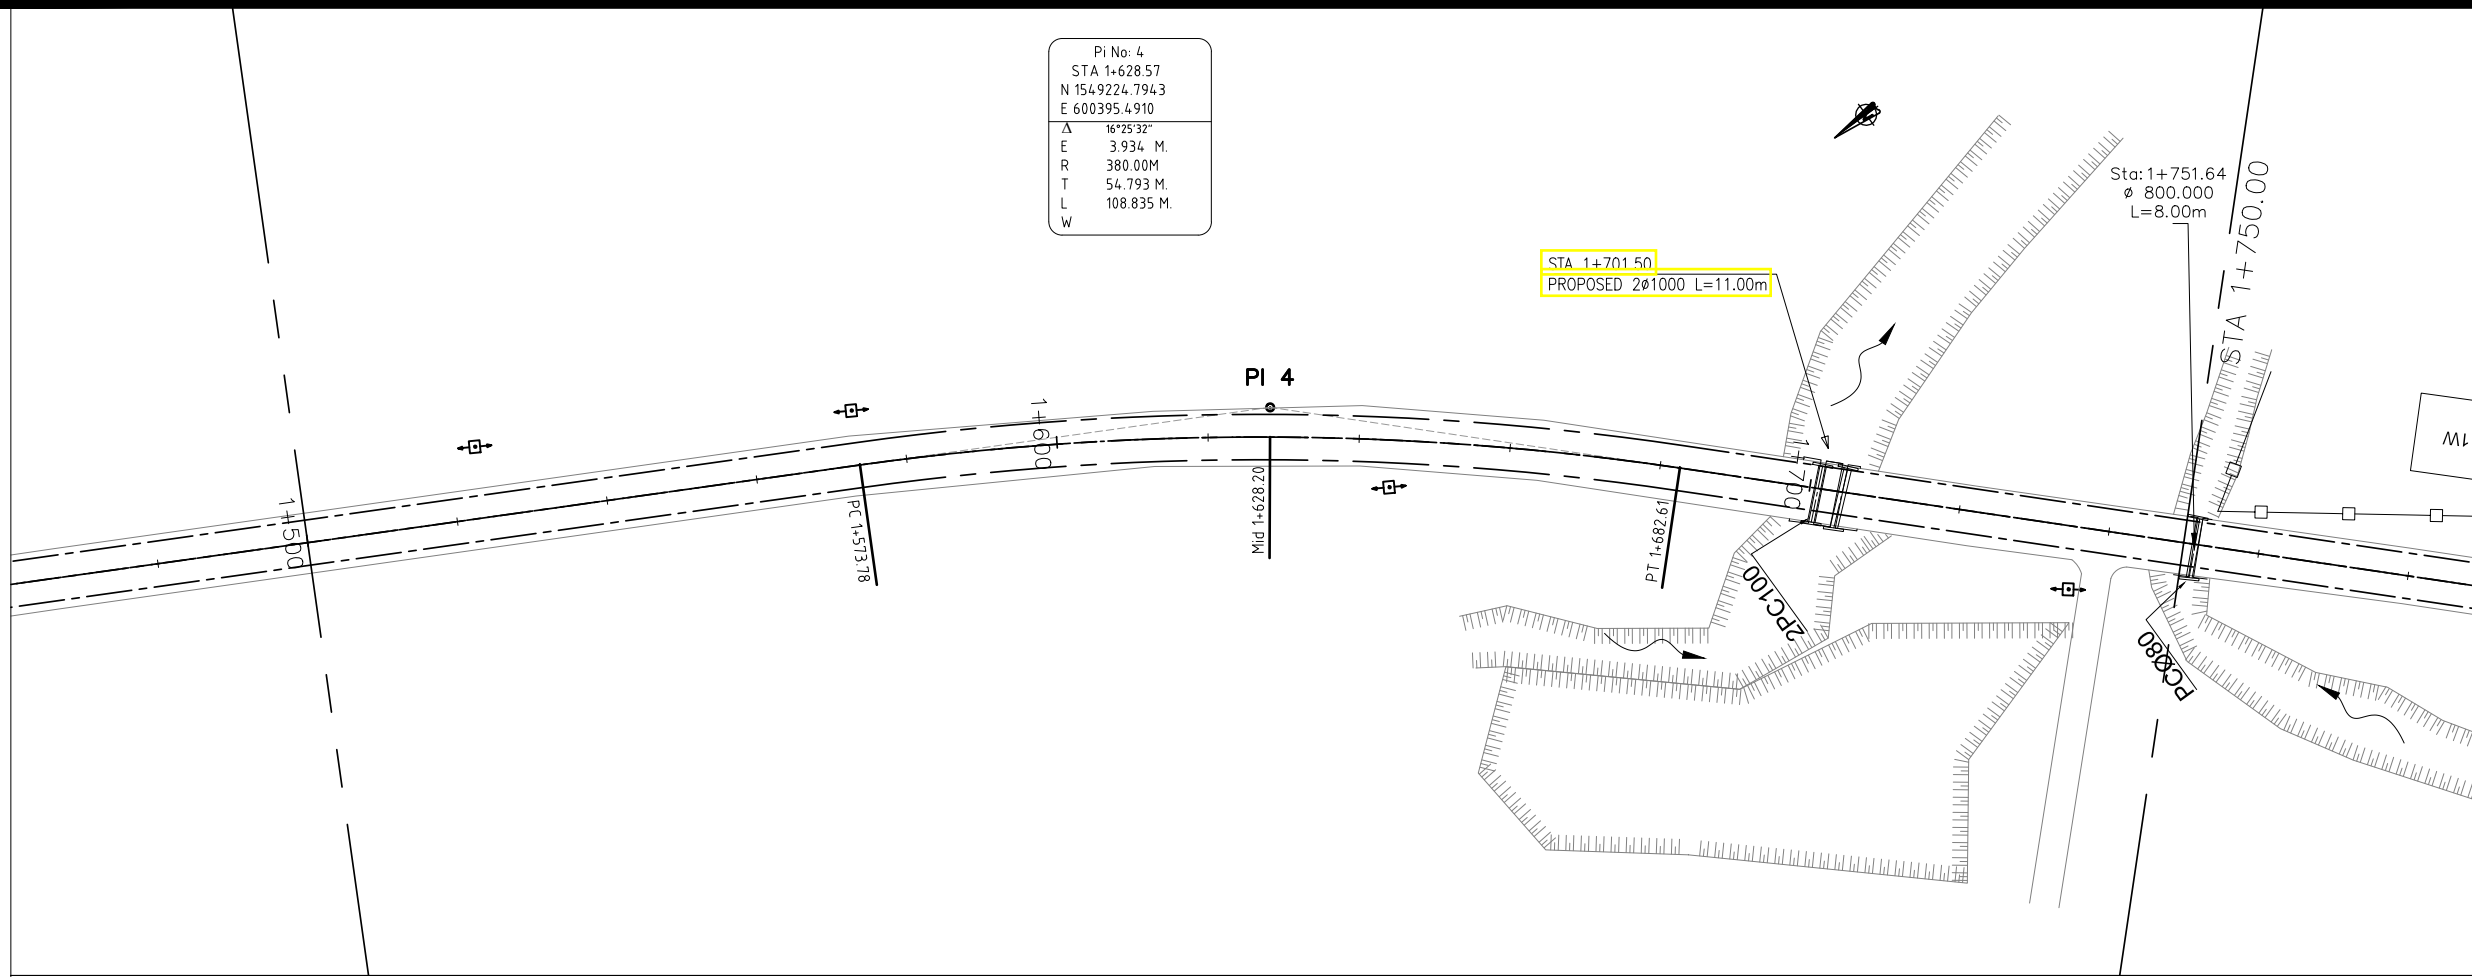 Pi No: 4
STA 1+628.57
N 1549224.7943
E 600395.4910
Δ 16°25'32"
E 3.934 M.
R 380.00M
T 54.793 M.
L 108.835 M.
W
Sta:1+751.64
ø 800.000
L=8.00m
STA 1+750.00
STA 1+701.50
PROPOSED 2ø1000 L=11.00m
PI 4
1+600
1+700
1W
1+500
PC 1+573.78
Mid 1+628.20
PT 1+682.61
2PC100
PCØ80